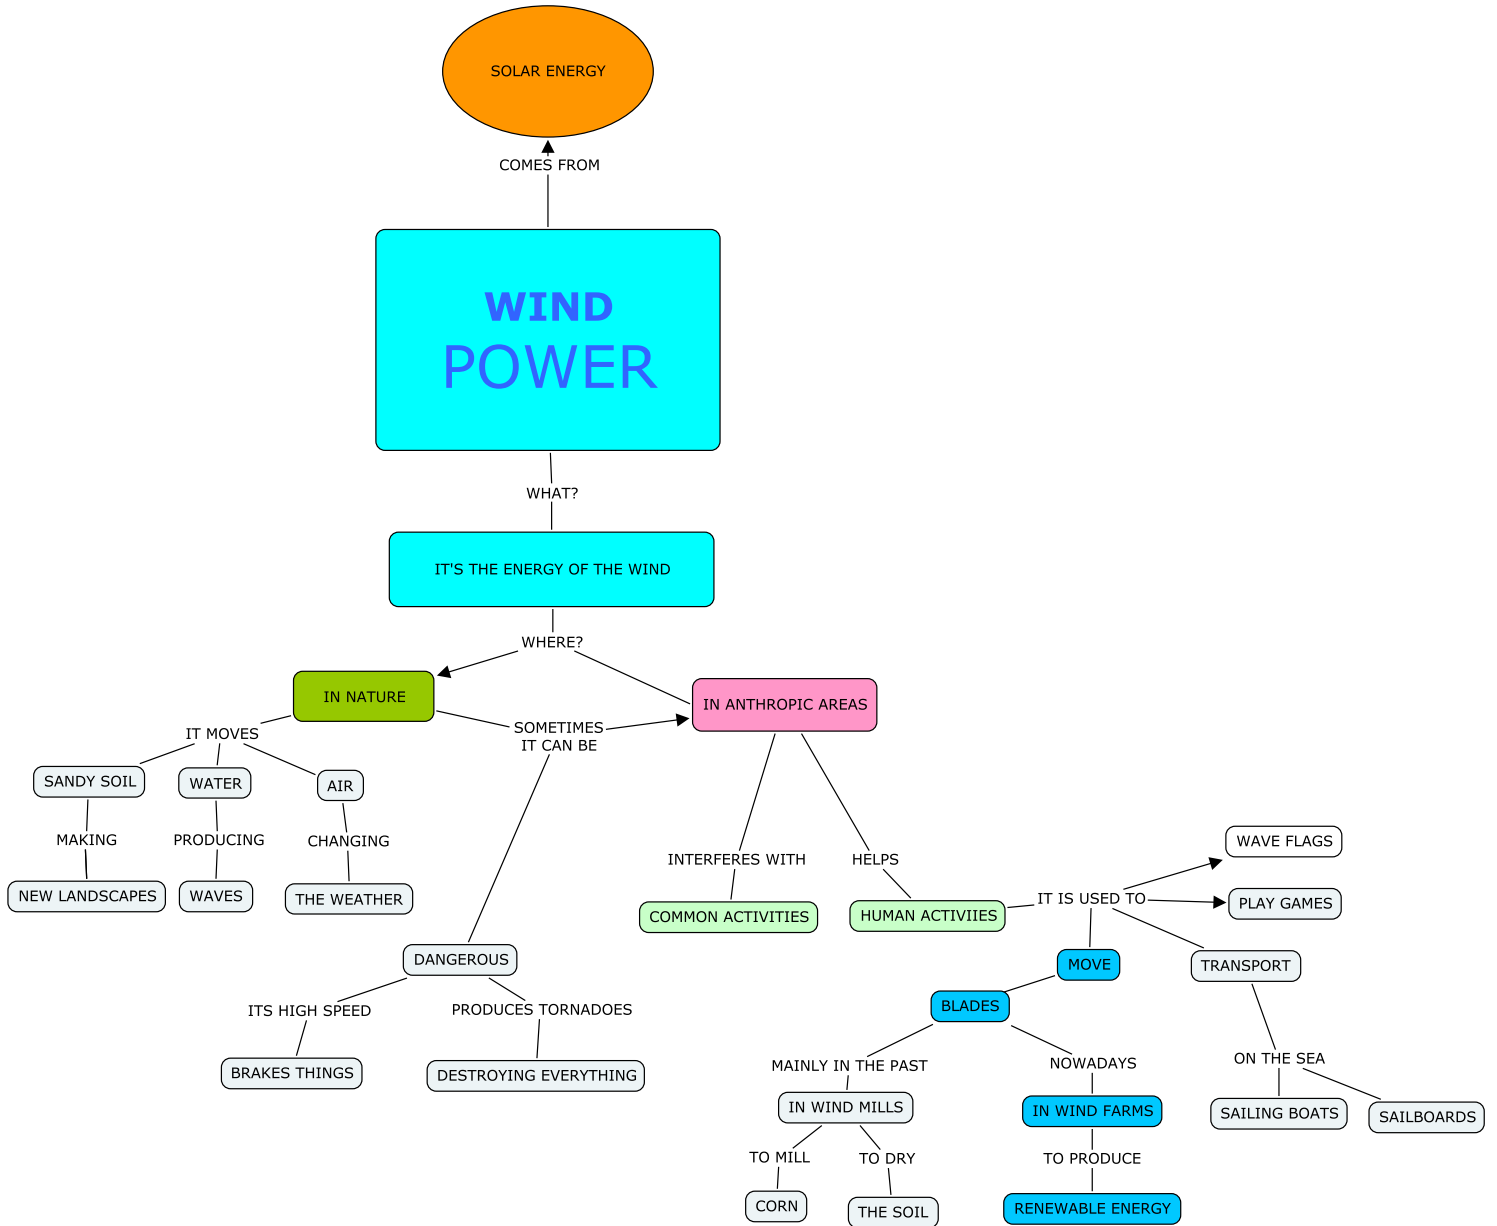 SOLAR ENERGY
COMES FROM
WIND
POWER
WHAT?
IT'S THE ENERGY OF THE WIND
WHERE?
IN NATURE
IN ANTHROPIC AREAS
IT MOVES
SOMETIMES
IT CAN BE
SANDY SOIL
WATER
AIR
MAKING
PRODUCING
CHANGING
NEW LANDSCAPES
WAVES
THE WEATHER
INTERFERES WITH
HELPS
COMMON ACTIVITIES
HUMAN ACTIVIIES
IT IS USED TO
WAVE FLAGS
PLAY GAMES
DANGEROUS
MOVE
TRANSPORT
ITS HIGH SPEED
PRODUCES TORNADOES
BLADES
BRAKES THINGS
DESTROYING EVERYTHING
MAINLY IN THE PAST
NOWADAYS
ON THE SEA
IN WIND MILLS
IN WIND FARMS
SAILING BOATS
SAILBOARDS
TO MILL
TO DRY
TO PRODUCE
CORN
THE SOIL
RENEWABLE ENERGY